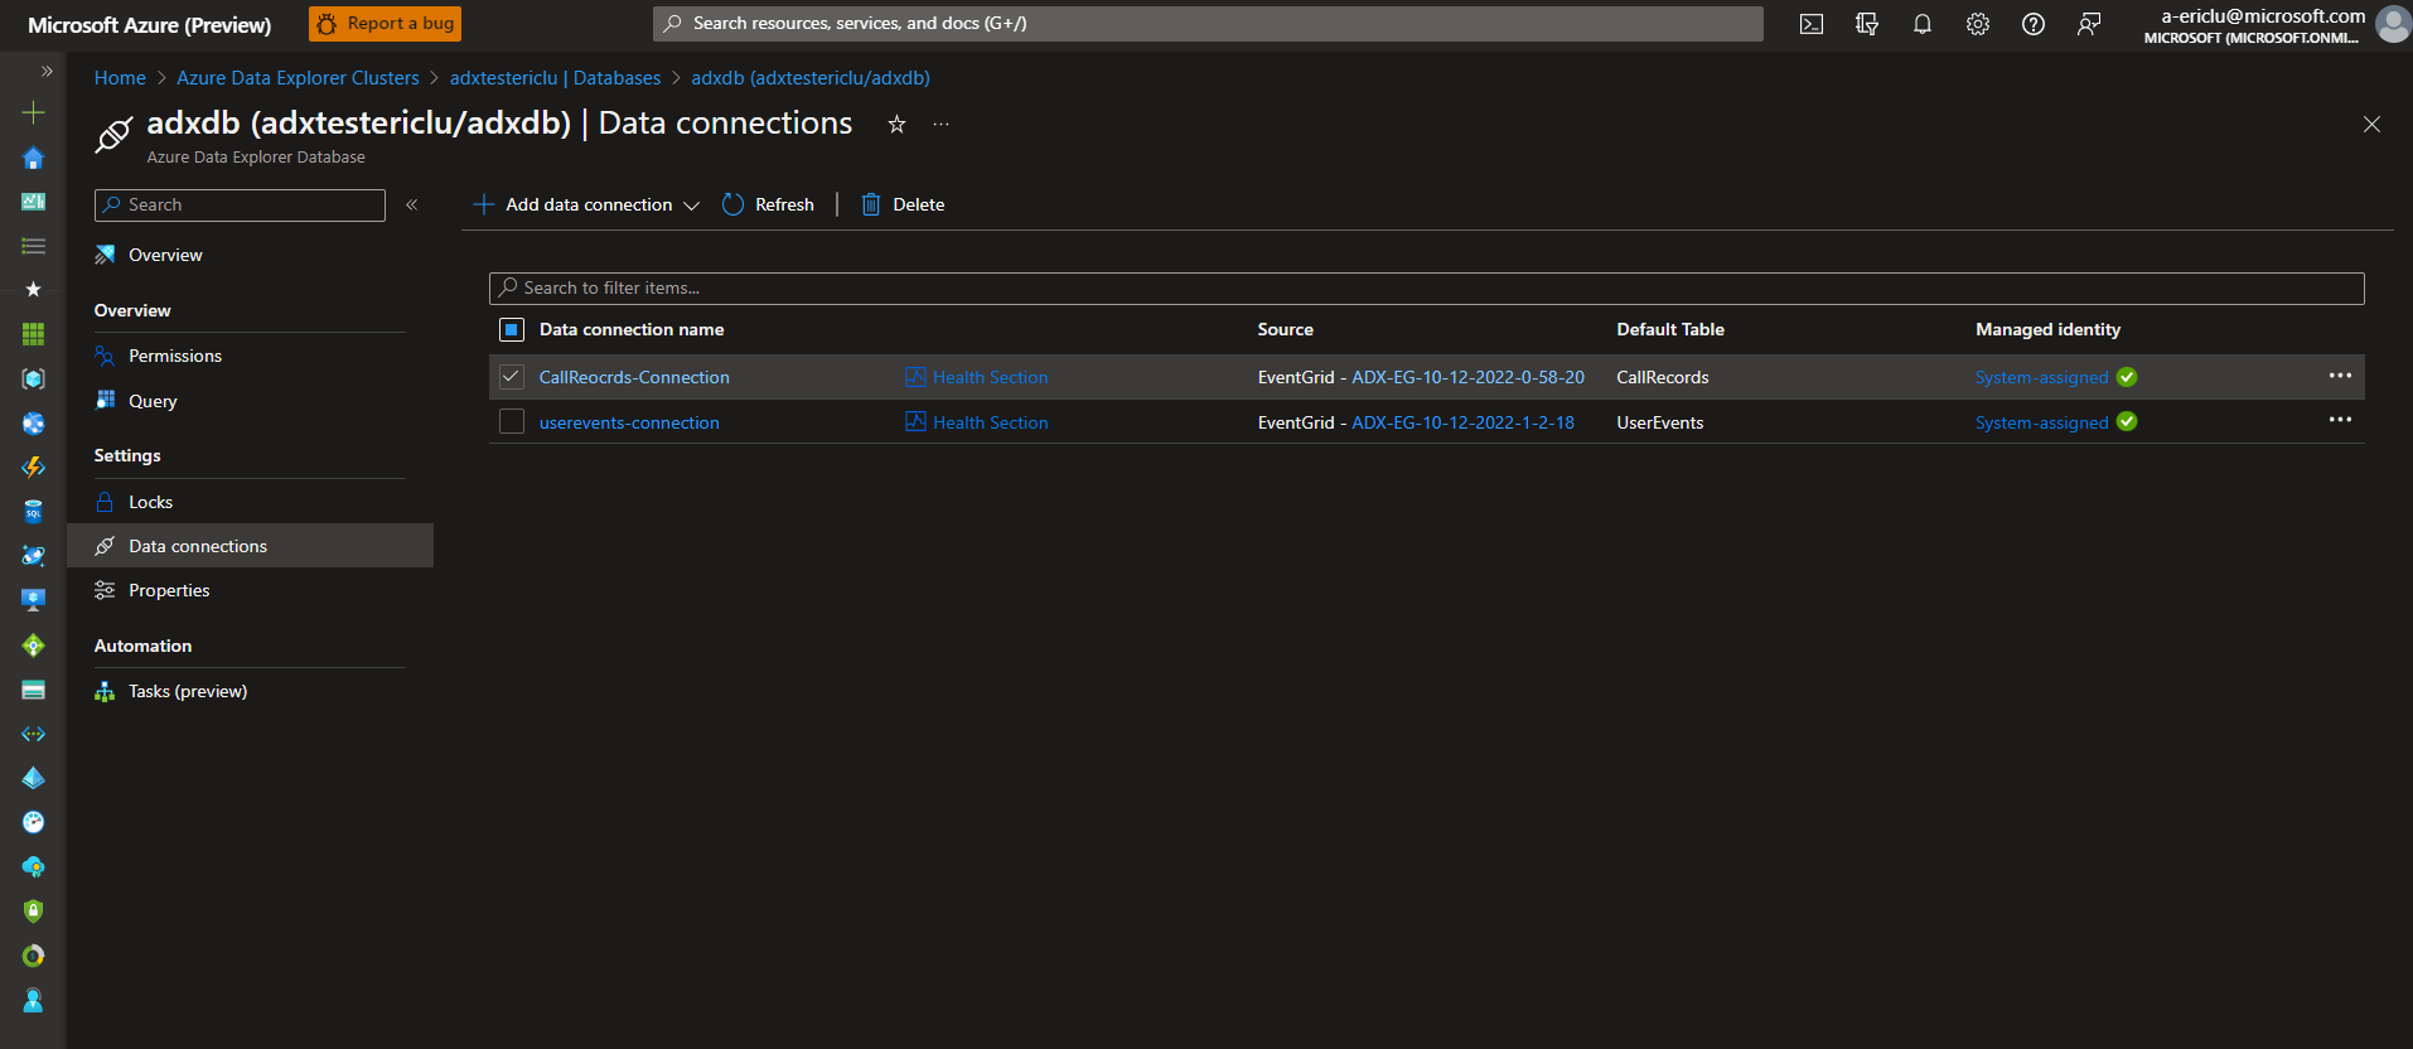 Microsoft Azure (Preview)
Report a bug
Search resources, services, and docs (G+/)
a-ericlu@microsoft.com
MICROSOFT (MICROSOFT.ONMI...
Home > Azure Data Explorer Clusters > adxtestericlu | Databases > adxdb (adxtestericlu/adxdb)
adxdb (adxtestericlu/adxdb) | Data connections
Azure Data Explorer Database
Search
Overview
Overview
Permissions
Query
Settings
Locks
Data connections
Properties
Automation
Tasks (preview)
Add data connection Refresh | Delete
Search to filter items...
Data connection name Source Default Table Managed identity
CallReocrds-Connection Health Section EventGrid - ADX-EG-10-12-2022-0-58-20 CallRecords System-assigned
userevents-connection Health Section EventGrid - ADX-EG-10-12-2022-1-2-18 UserEvents System-assigned
SQL